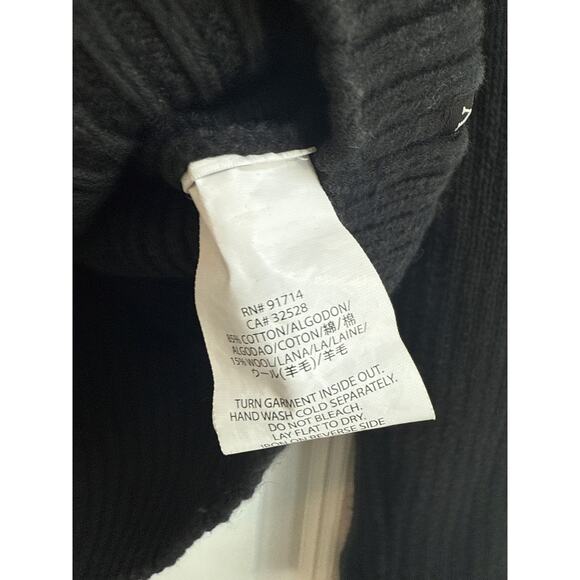 RN# 91714
CA# 32528
85% COTTON/ALGODON/
ALGODAO/COTON/綿/棉
15% WOOL/LANA/LA/LAINE/
ウール(羊毛)/羊毛
TURN GARMENT INSIDE OUT.
HAND WASH COLD SEPARATELY.
DO NOT BLEACH.
LAY FLAT TO DRY.
IRON ON REVERSE SIDE